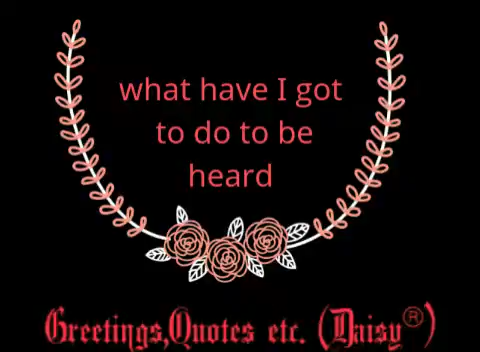 what have I got
to do to be
heard
Greetings,Quotes etc. (Daisy®)